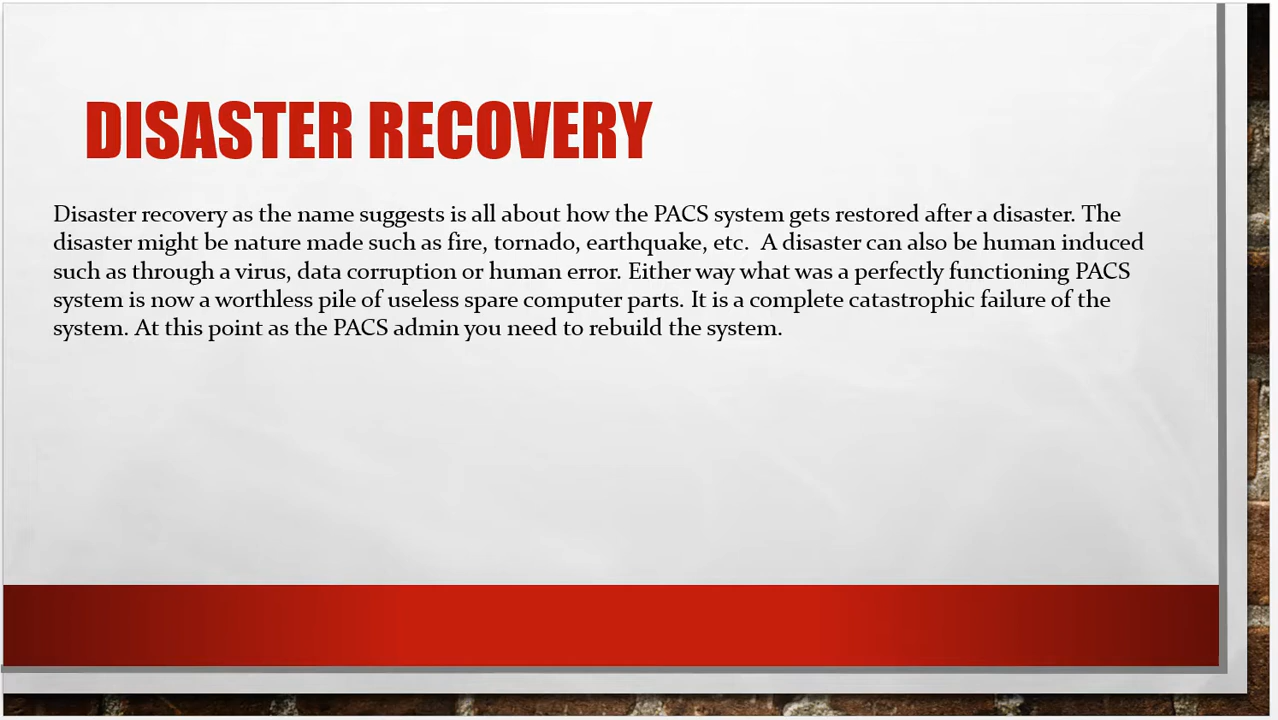 DISASTER RECOVERY
Disaster recovery as the name suggests is all about how the PACS system gets restored after a disaster. The
disaster might be nature made such as fire, tornado, earthquake, etc.  A disaster can also be human induced
such as through a virus, data corruption or human error. Either way what was a perfectly functioning PACS
system is now a worthless pile of useless spare computer parts. It is a complete catastrophic failure of the
system. At this point as the PACS admin you need to rebuild the system.